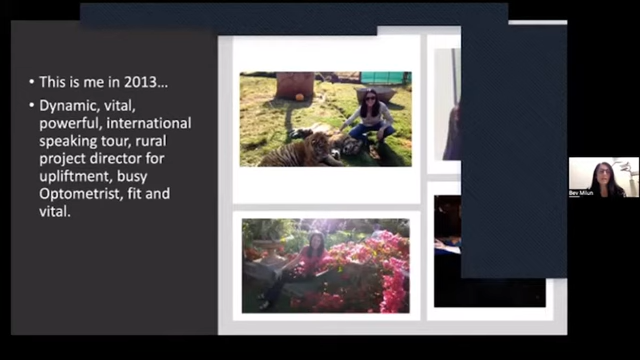 • This is me in 2013...
• Dynamic, vital,
powerful, international
speaking tour, rural
project director for
upliftment, busy
Optometrist, fit and
vital.
Bev Milun